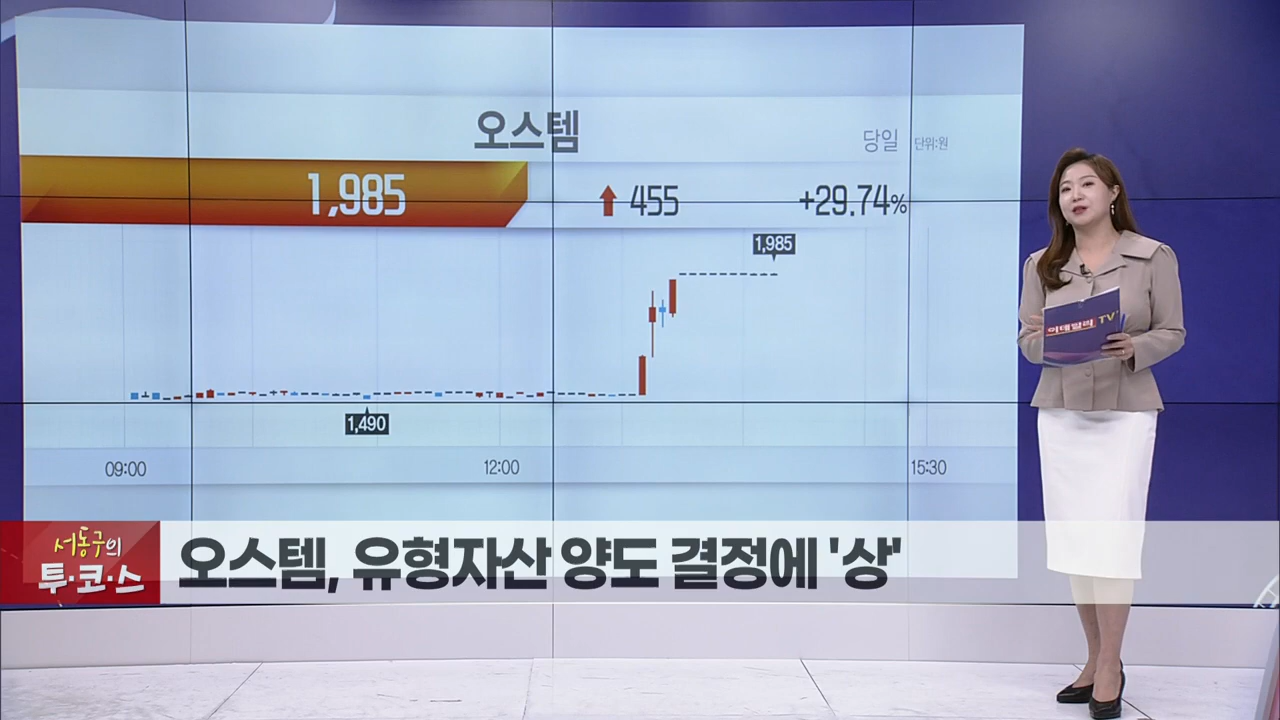 오스템
당일 단위:원
1,985 455 +29.74%
1,985
1,490
09:00 12:00 15:30
이데일리 TV
서동구의
투·코·스
오스템, 유형자산 양도 결정에 '상'